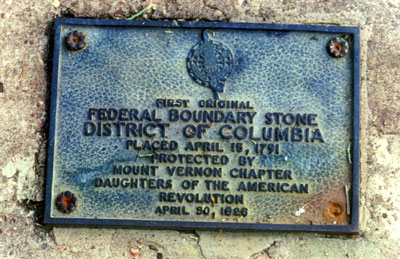 FIRST ORIGINAL
FEDERAL BOUNDARY STONE
DISTRICT OF COLUMBIA
PLACED APRIL 15, 1791
PROTECTED BY
MOUNT VERNON CHAPTER
DAUGHTERS OF THE AMERICAN
REVOLUTION
APRIL 30, 1926